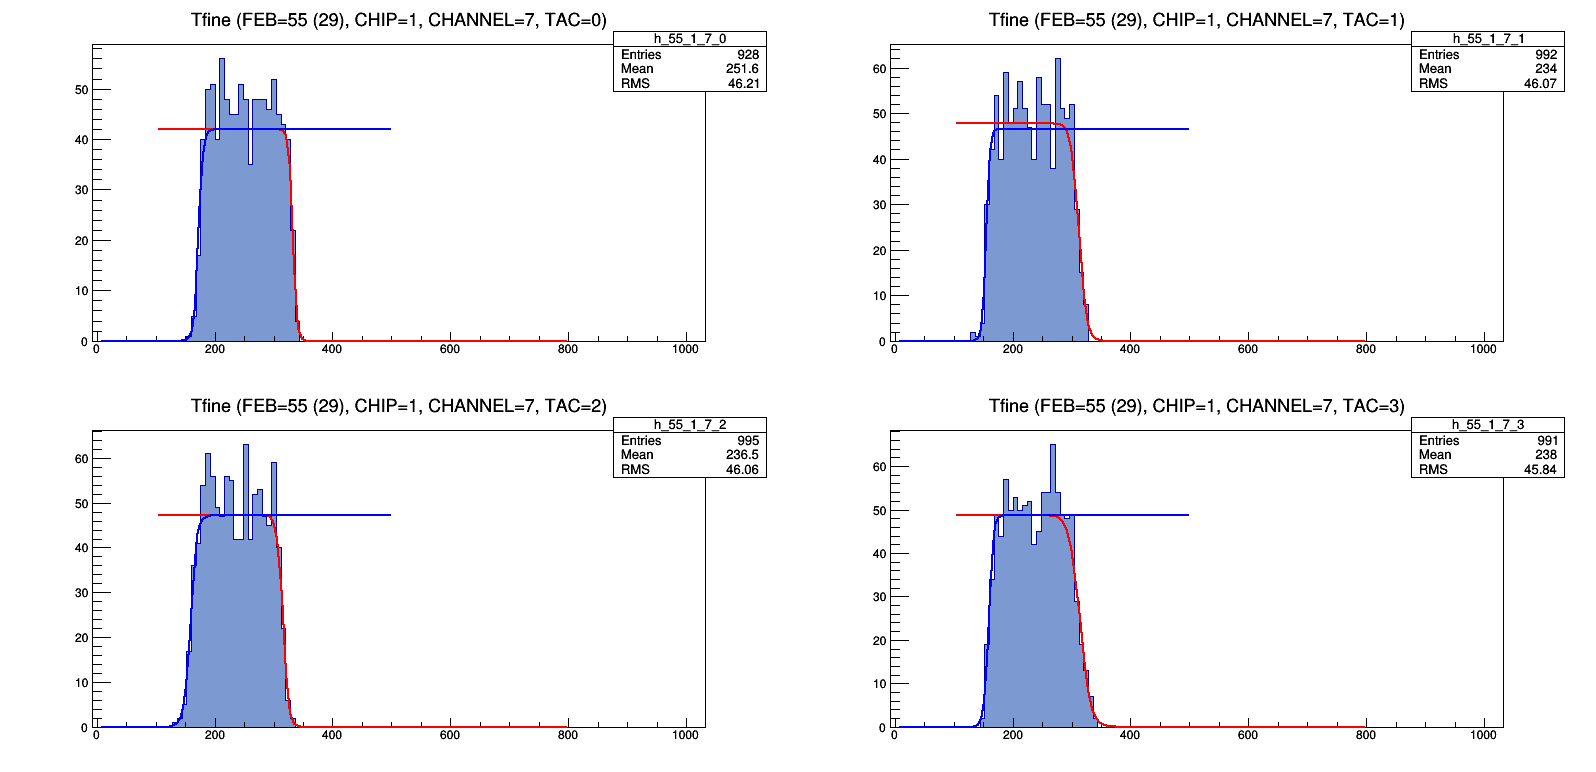 Tfine (FEB=55 (29), CHIP=1, CHANNEL=7, TAC=0)
h_55_1_7_0
Entries 928
Mean 251.6
RMS 46.21
50
40
30
20
10
0
0 200 400 600 800 1000
Tfine (FEB=55 (29), CHIP=1, CHANNEL=7, TAC=1)
h_55_1_7_1
Entries 992
Mean 234
RMS 46.07
60
50
40
30
20
10
0
0 200 400 600 800 1000
Tfine (FEB=55 (29), CHIP=1, CHANNEL=7, TAC=2)
h_55_1_7_2
Entries 995
Mean 236.5
RMS 46.06
60
50
40
30
20
10
0
0 200 400 600 800 1000
Tfine (FEB=55 (29), CHIP=1, CHANNEL=7, TAC=3)
h_55_1_7_3
Entries 991
Mean 238
RMS 45.84
60
50
40
30
20
10
0
0 200 400 600 800 1000